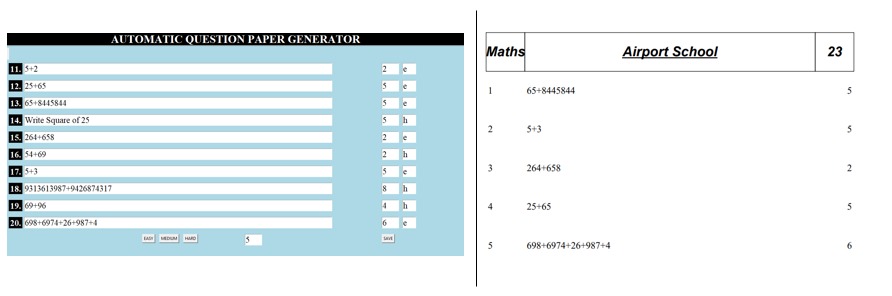 AUTOMATIC QUESTION PAPER GENERATOR
11. 5+2 2 e
12. 25+65 5 e
13. 65+8445844 5 e
14. Write Square of 25 5 h
15. 264+658 2 e
16. 54+69 2 h
17. 5+3 5 e
18. 9313613987+9426874317 8 h
19. 69+96 4 h
20. 698+6974+26+987+4 6 e
EASY MEDIUM HARD 5 SAVE
Maths Airport School 23
1 65+8445844 5
2 5+3 5
3 264+658 2
4 25+65 5
5 698+6974+26+987+4 6